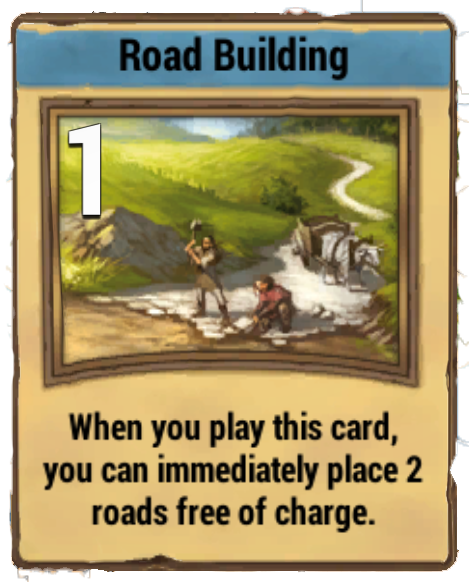 Road Building
1
When you play this card,
you can immediately place 2
roads free of charge.